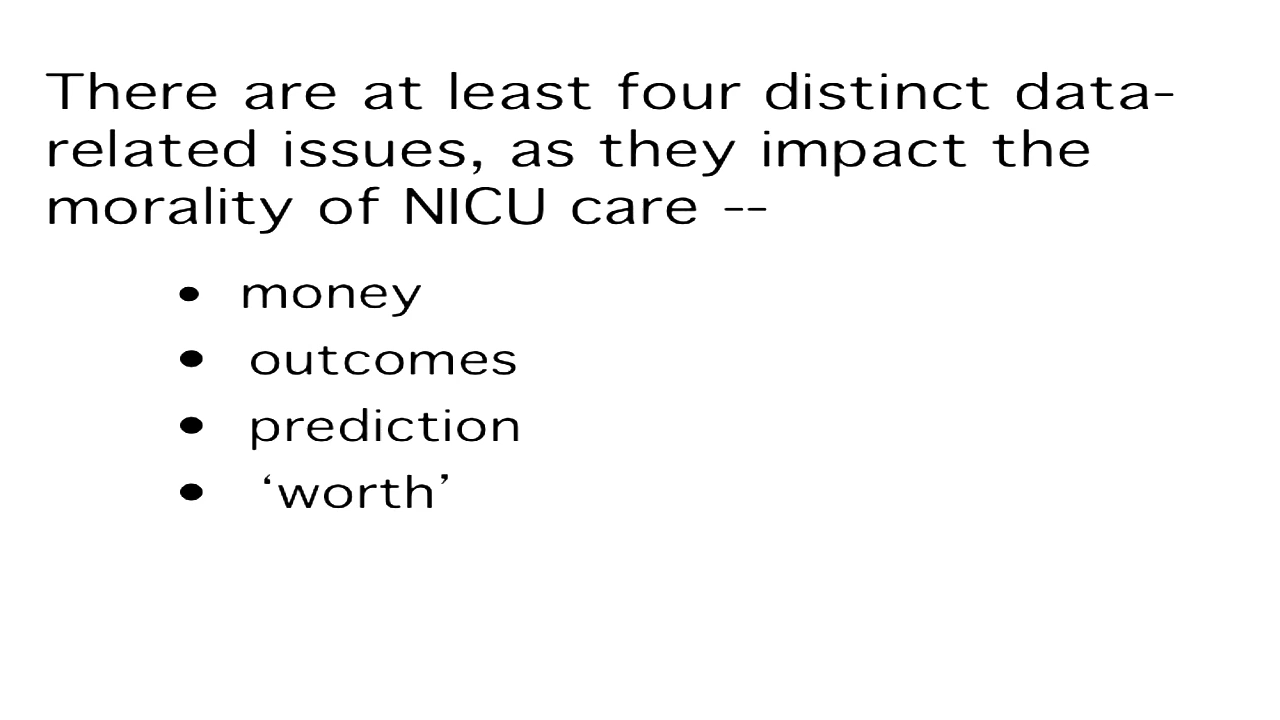 There are at least four distinct data-
related issues, as they impact the
morality of NICU care --
• money
• outcomes
• prediction
• ‘worth’